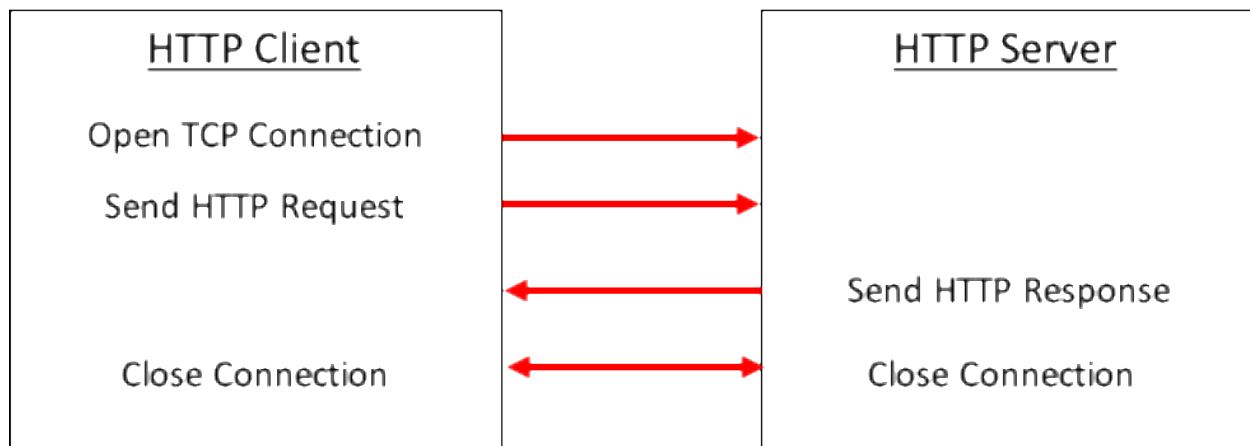 HTTP Client
HTTP Server
Open TCP Connection
Send HTTP Request
Send HTTP Response
Close Connection
Close Connection